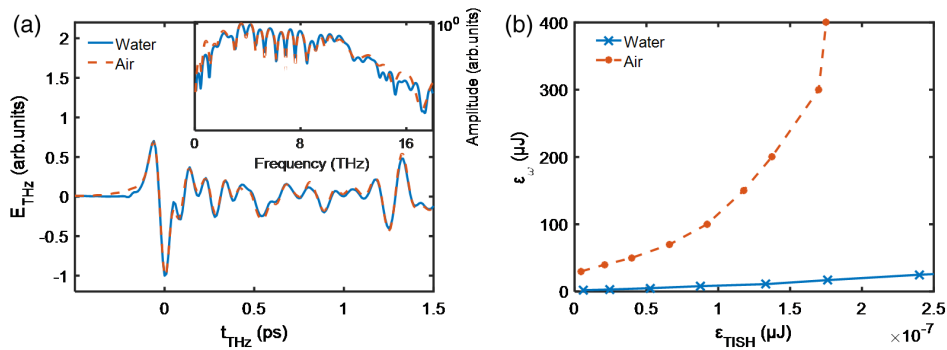 (a)
E_THz (arb.units)
2
1.5
1
0.5
0
-0.5
-1
Water
Air
10^0
Amplitude (arb.units)
0 8 16
Frequency (THz)
0 0.5 1 1.5
t_THz (ps)
(b)
ε_ω (μJ)
400
300
200
100
0
Water
Air
0 0.5 1 1.5 2 2.5
ε_TISH (μJ) ×10^-7